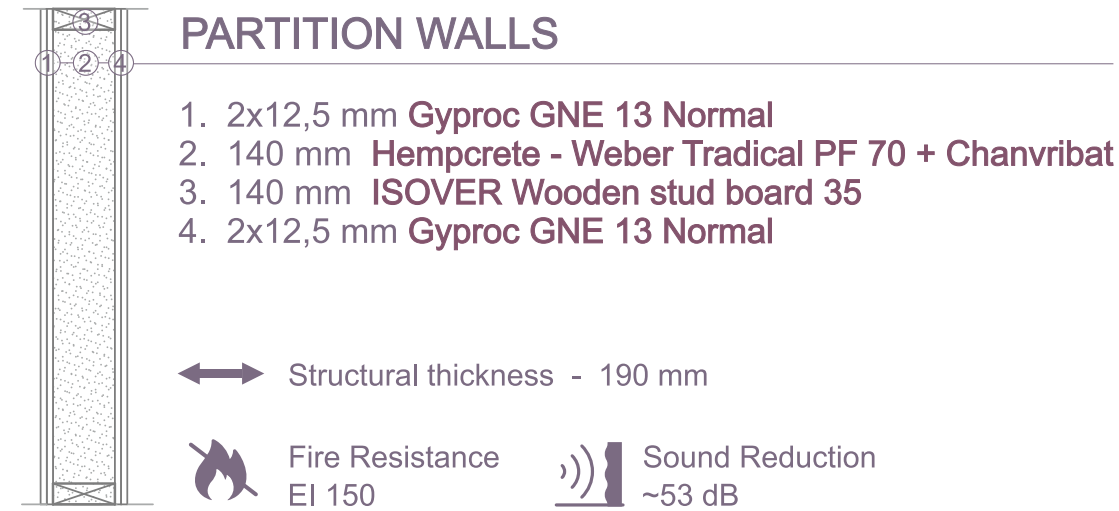 3
PARTITION WALLS
1 2 4
1. 2x12,5 mm Gyproc GNE 13 Normal
2. 140 mm Hempcrete - Weber Tradical PF 70 + Chanvribat
3. 140 mm ISOVER Wooden stud board 35
4. 2x12,5 mm Gyproc GNE 13 Normal
Structural thickness - 190 mm
Fire Resistance
EI 150
Sound Reduction
~53 dB